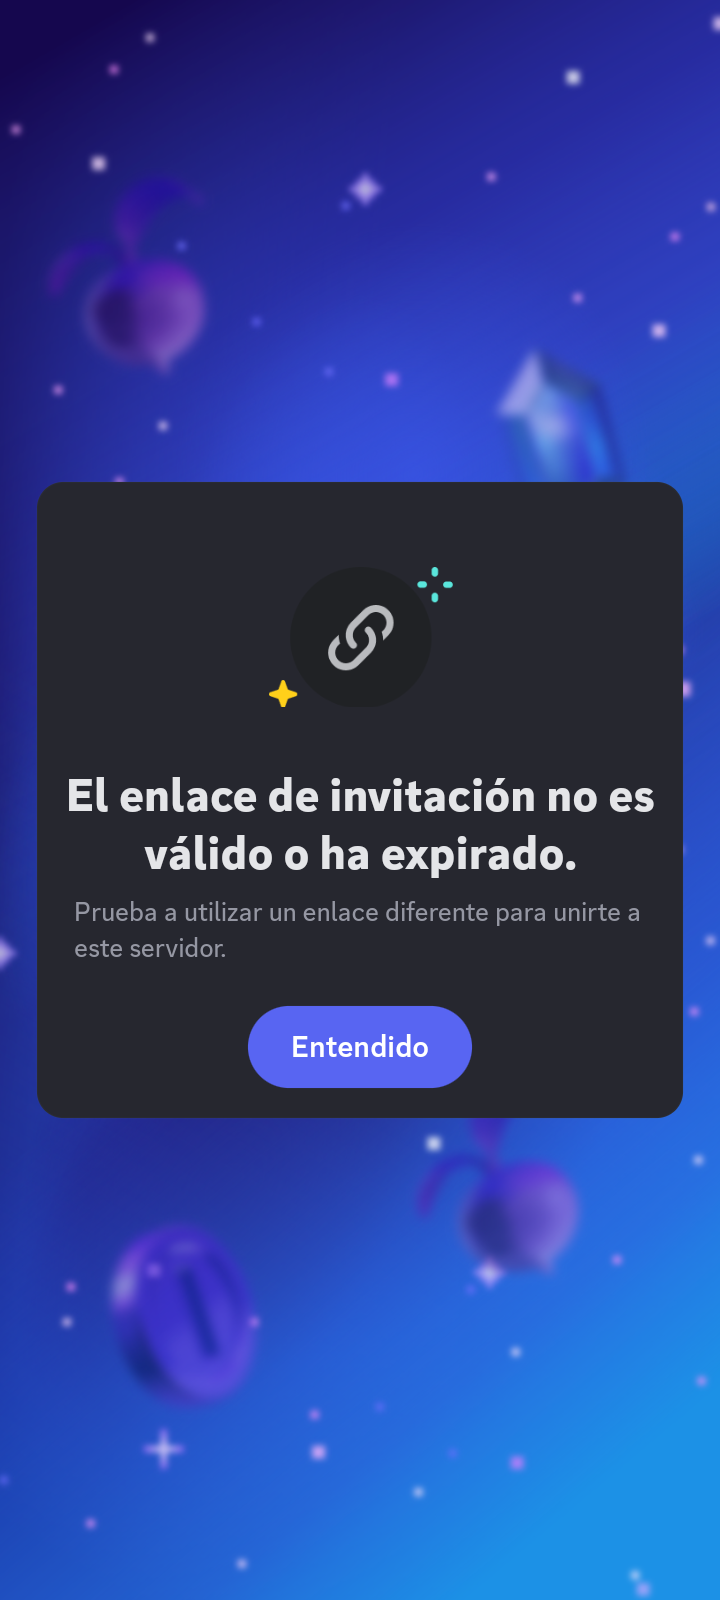 El enlace de invitación no es
válido o ha expirado.
Prueba a utilizar un enlace diferente para unirte a
este servidor.
Entendido